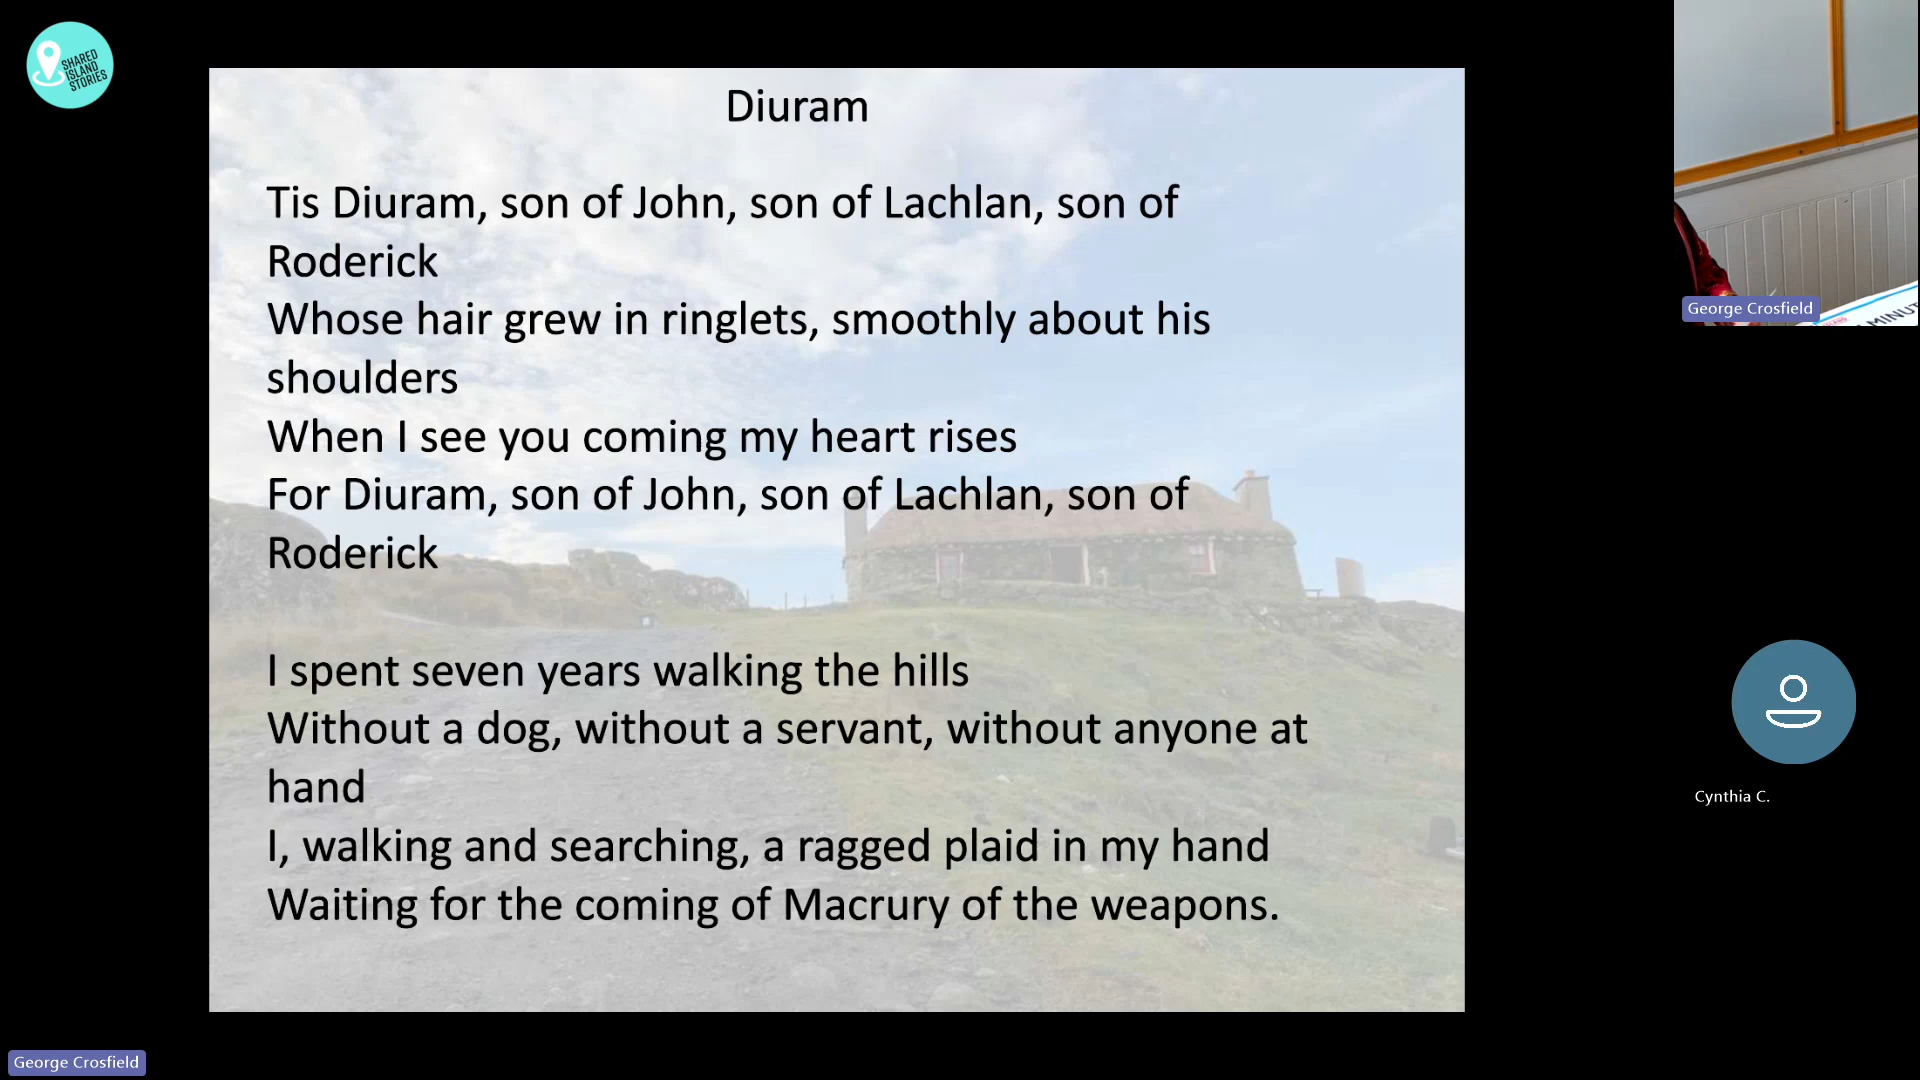 SHARED
ISLAND
STORIES
Diuram
Tis Diuram, son of John, son of Lachlan, son of
Roderick
Whose hair grew in ringlets, smoothly about his
shoulders
When I see you coming my heart rises
For Diuram, son of John, son of Lachlan, son of
Roderick
I spent seven years walking the hills
Without a dog, without a servant, without anyone at
hand
I, walking and searching, a ragged plaid in my hand
Waiting for the coming of Macrury of the weapons.
George Crosfield
Cynthia C.
George Crosfield